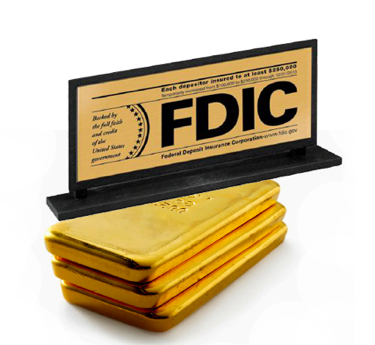 Each depositor insured to at least $250,000
Backed by
the full faith
and credit
of the
United States
government
FDIC
Federal Deposit Insurance Corporation • www.fdic.gov